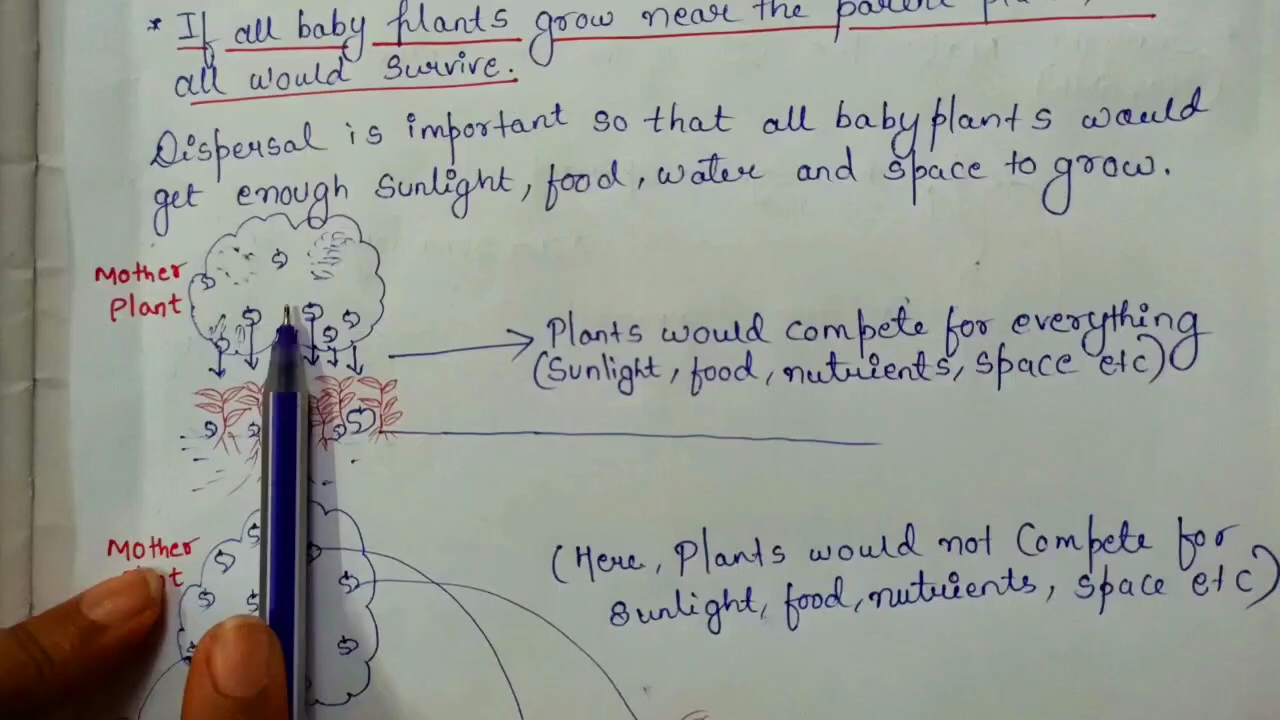 * If all baby plants grow near the parent
all would survive.
Dispersal is important so that all baby plants would
get enough sunlight, food, water and space to grow.
Mother
Plant
Plants would compete for everything
(Sunlight, food, nutrients, space etc)
Mother
(Here, Plants would not Compete for
Sunlight, food, nutrients, space etc)